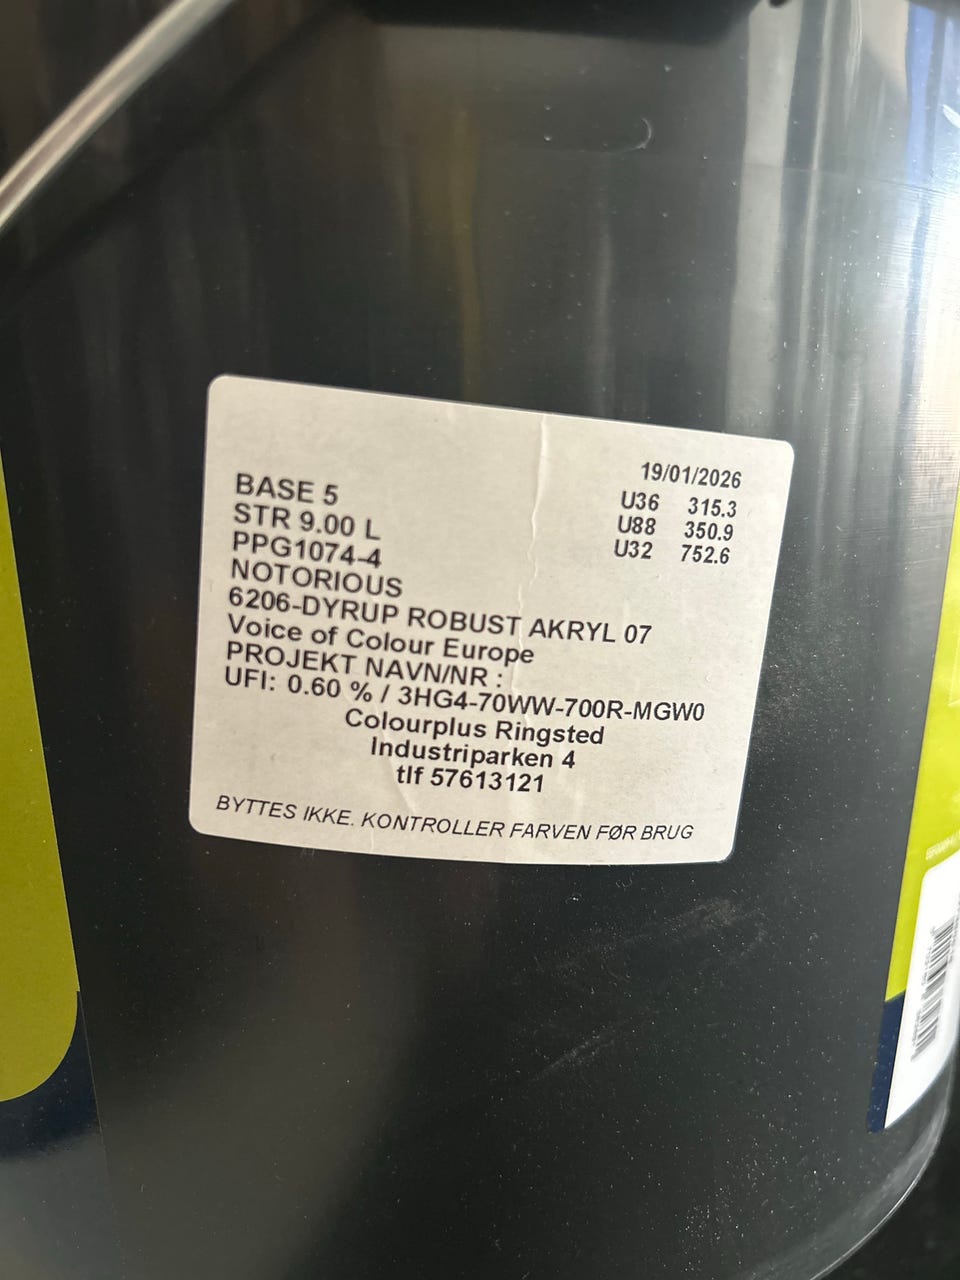 19/01/2026
U36 315.3
U88 350.9
U32 752.6
BASE 5
STR 9.00 L
PPG1074-4
NOTORIOUS
6206-DYRUP ROBUST AKRYL 07
Voice of Colour Europe
PROJEKT NAVN/NR :
UFI: 0.60 % / 3HG4-70WW-700R-MGW0
Colourplus Ringsted
Industriparken 4
tlf 57613121
BYTTES IKKE. KONTROLLER FARVEN FØR BRUG